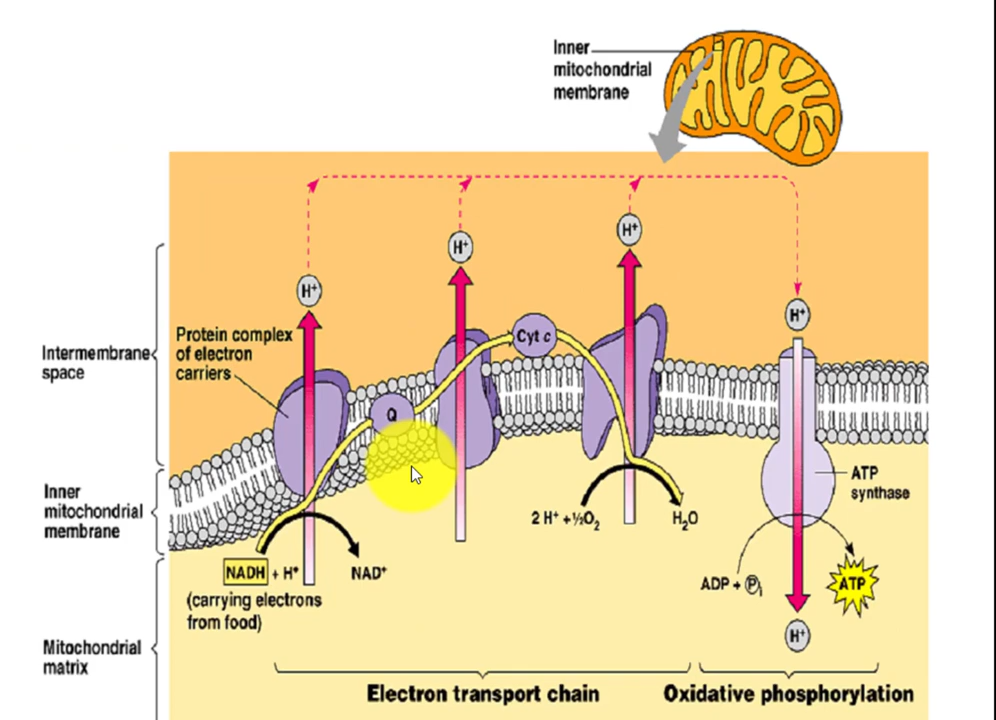 Inner
mitochondrial
membrane
H⁺
H⁺
H⁺
H⁺
Protein complex
of electron
carriers
Cyt c
Intermembrane
space
Q
Inner
mitochondrial
membrane
ATP
synthase
2 H⁺ + ½O₂
H₂O
NADH + H⁺
NAD⁺
(carrying electrons
from food)
ADP + Pᵢ
ATP
H⁺
Mitochondrial
matrix
Electron transport chain
Oxidative phosphorylation